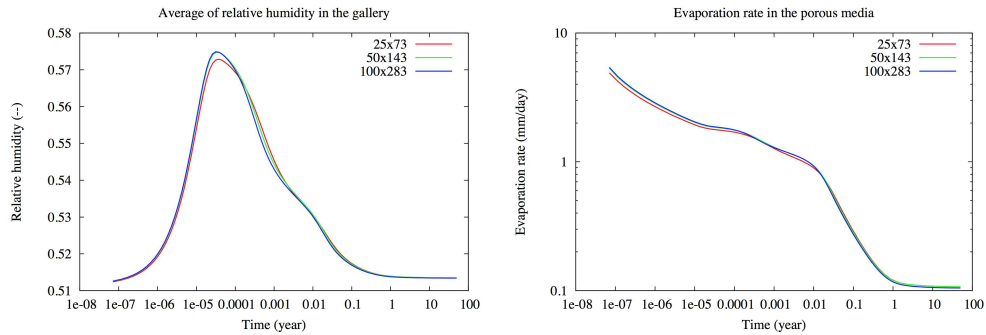 Average of relative humidity in the gallery
0.58
0.57
0.56
0.55
0.54
0.53
0.52
0.51
1e-08 1e-07 1e-06 1e-05 0.0001 0.001 0.01 0.1 1 10 100
Relative humidity (--)
Time (year)
25x73
50x143
100x283
Evaporation rate in the porous media
10
1
0.1
1e-08 1e-07 1e-06 1e-05 0.0001 0.001 0.01 0.1 1 10 100
Evaporation rate (mm/day)
Time (year)
25x73
50x143
100x283